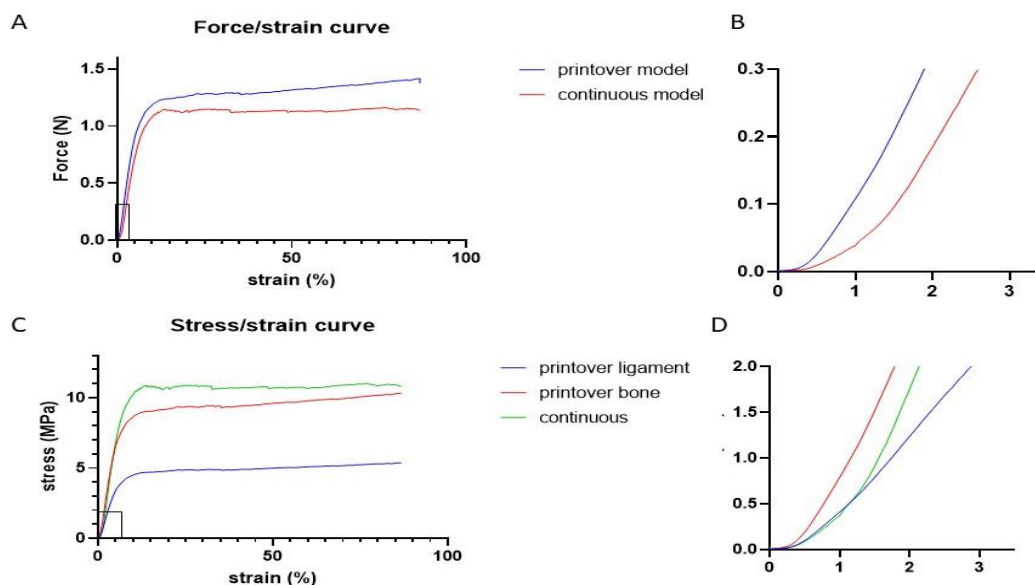 A
Force/strain curve
B
1.5
1.0
0.5
0.0
Force (N)
0
50
100
strain (%)
printover model
continuous model
0.3
0.2
0.1
0.0
0
1
2
3
C
Stress/strain curve
D
10
5
0
stress (MPa)
0
50
100
strain (%)
printover ligament
printover bone
continuous
2.0
1.5
1.0
0.5
0.0
0
1
2
3